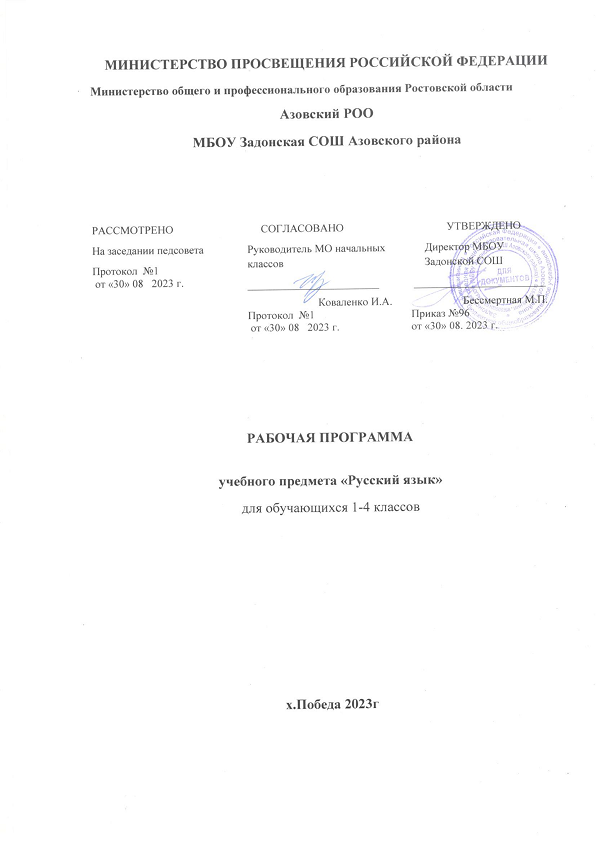 МИНИСТЕРСТВО ПРОСВЕЩЕНИЯ РОССИЙСКОЙ ФЕДЕРАЦИИ
Министерство общего и профессионального образования Ростовской области
Азовский РОО
МБОУ Задонская СОШ Азовского района
РАССМОТРЕНО
На заседании педсовета
Протокол №1
от «30» 08 2023 г.
СОГЛАСОВАНО
Руководитель МО начальных
классов
Коваленко И.А.
Протокол №1
от «30» 08 2023 г.
УТВЕРЖДЕНО
Директор МБОУ
Задонской СОШ
Бессмертная М.П.
Приказ №96
от «30» 08. 2023 г.
ДЛЯ
ДОКУМЕНТОВ
РАБОЧАЯ ПРОГРАММА
учебного предмета «Русский язык»
для обучающихся 1-4 классов
х.Победа 2023г